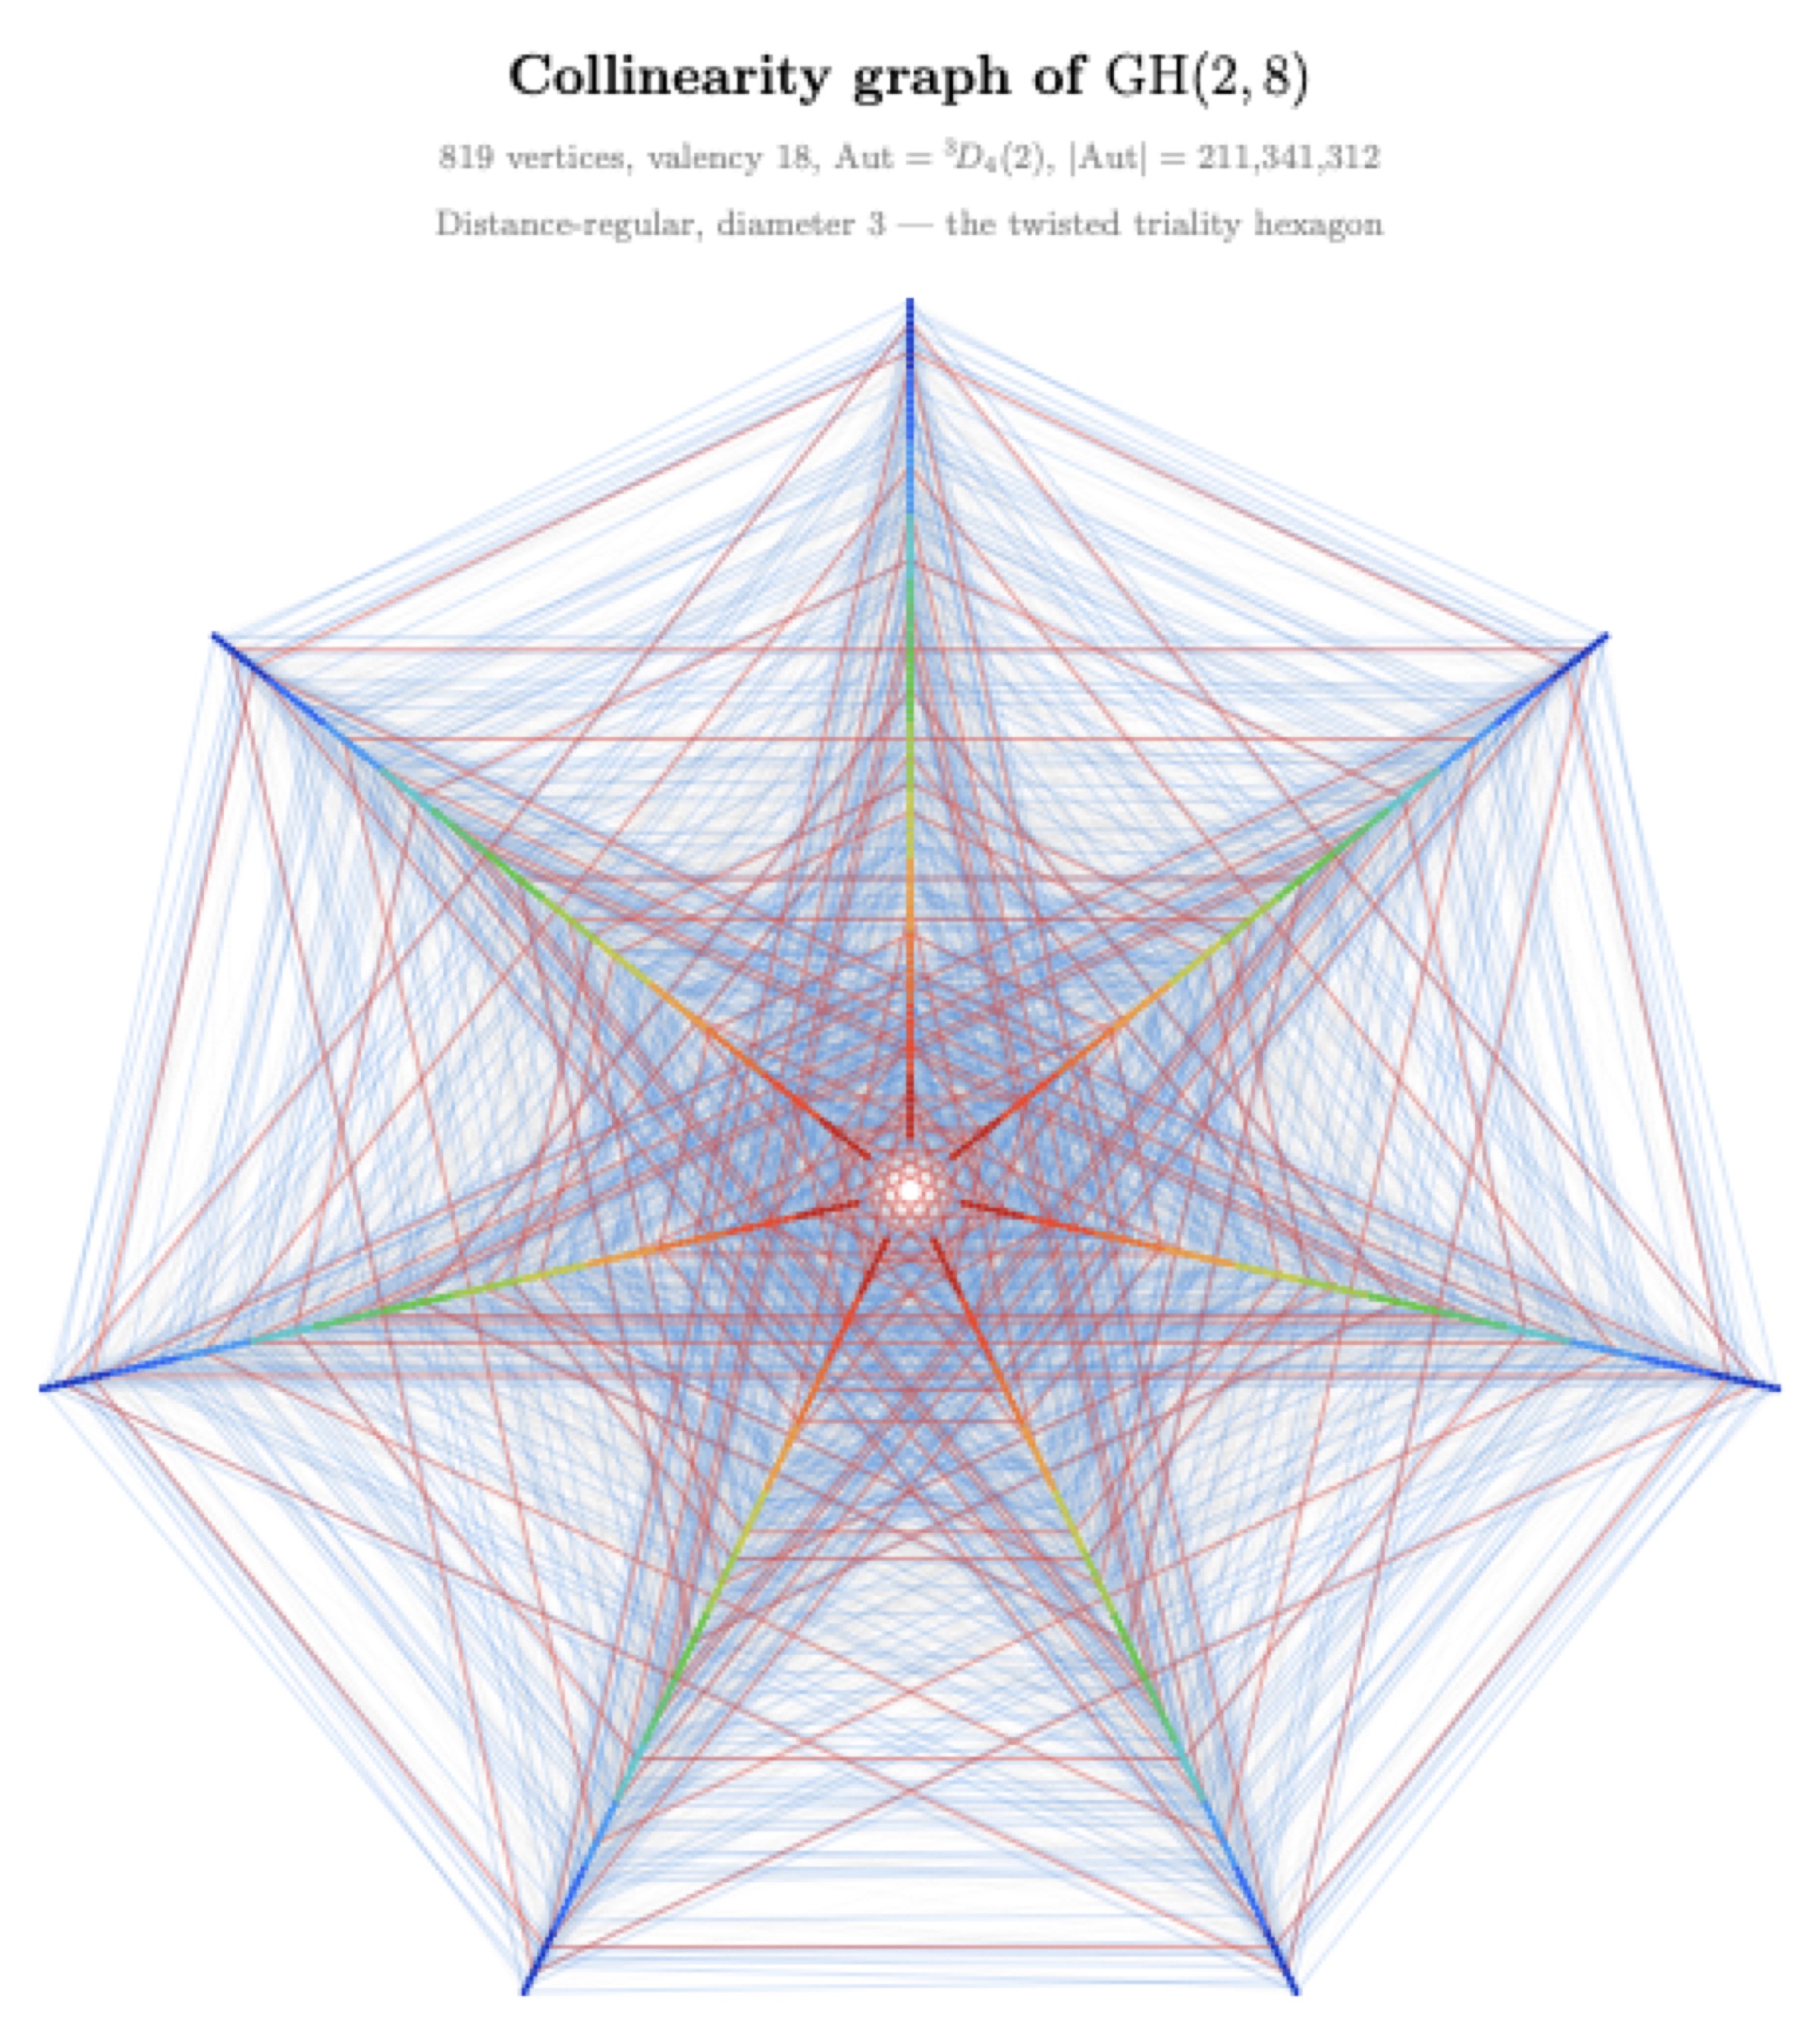 Collinearity graph of GH(2, 8)
819 vertices, valency 18, Aut = ³D₄(2), |Aut| = 211,341,312
Distance-regular, diameter 3 — the twisted triality hexagon